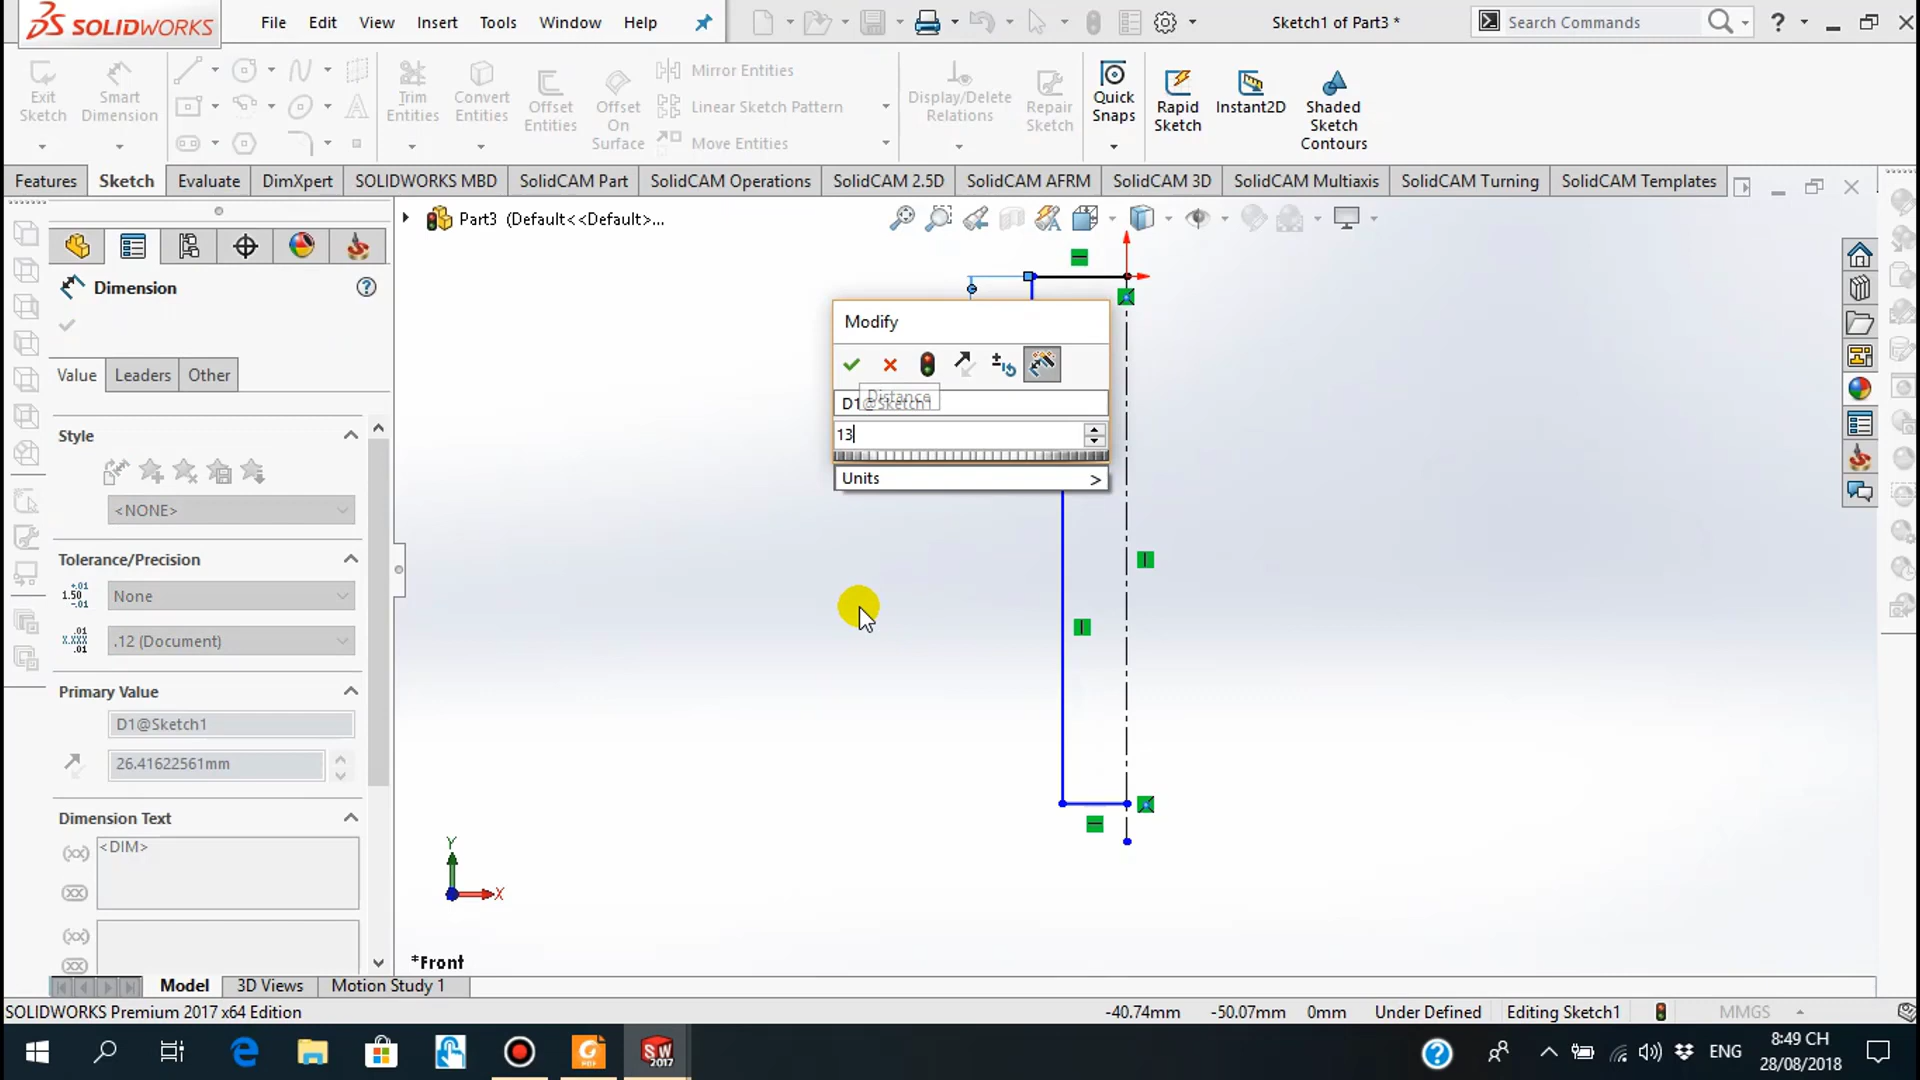 SOLIDWORKS
File Edit View Insert Tools Window Help
Sketch1 of Part3 *
Search Commands
Exit Sketch
Smart Dimension
Trim Entities
Convert Entities
Offset Entities
Offset On Surface
Mirror Entities
Linear Sketch Pattern
Move Entities
Display/Delete Relations
Repair Sketch
Quick Snaps
Rapid Sketch
Instant2D
Shaded Sketch Contours
Features Sketch Evaluate DimXpert SOLIDWORKS MBD SolidCAM Part SolidCAM Operations SolidCAM 2.5D SolidCAM AFRM SolidCAM 3D SolidCAM Multiaxis SolidCAM Turning SolidCAM Templates
Part3 (Default<<Default>...
Dimension
Value Leaders Other
Style
<NONE>
Tolerance/Precision
None
.12 (Document)
Primary Value
D1@Sketch1
26.41622561mm
Dimension Text
<DIM>
Modify
D1@Sketch1
Distance
13
Units >
Y
X
*Front
Model 3D Views Motion Study 1
SOLIDWORKS Premium 2017 x64 Edition
-40.74mm -50.07mm 0mm Under Defined Editing Sketch1 MMGS
ENG
8:49 CH
28/08/2018